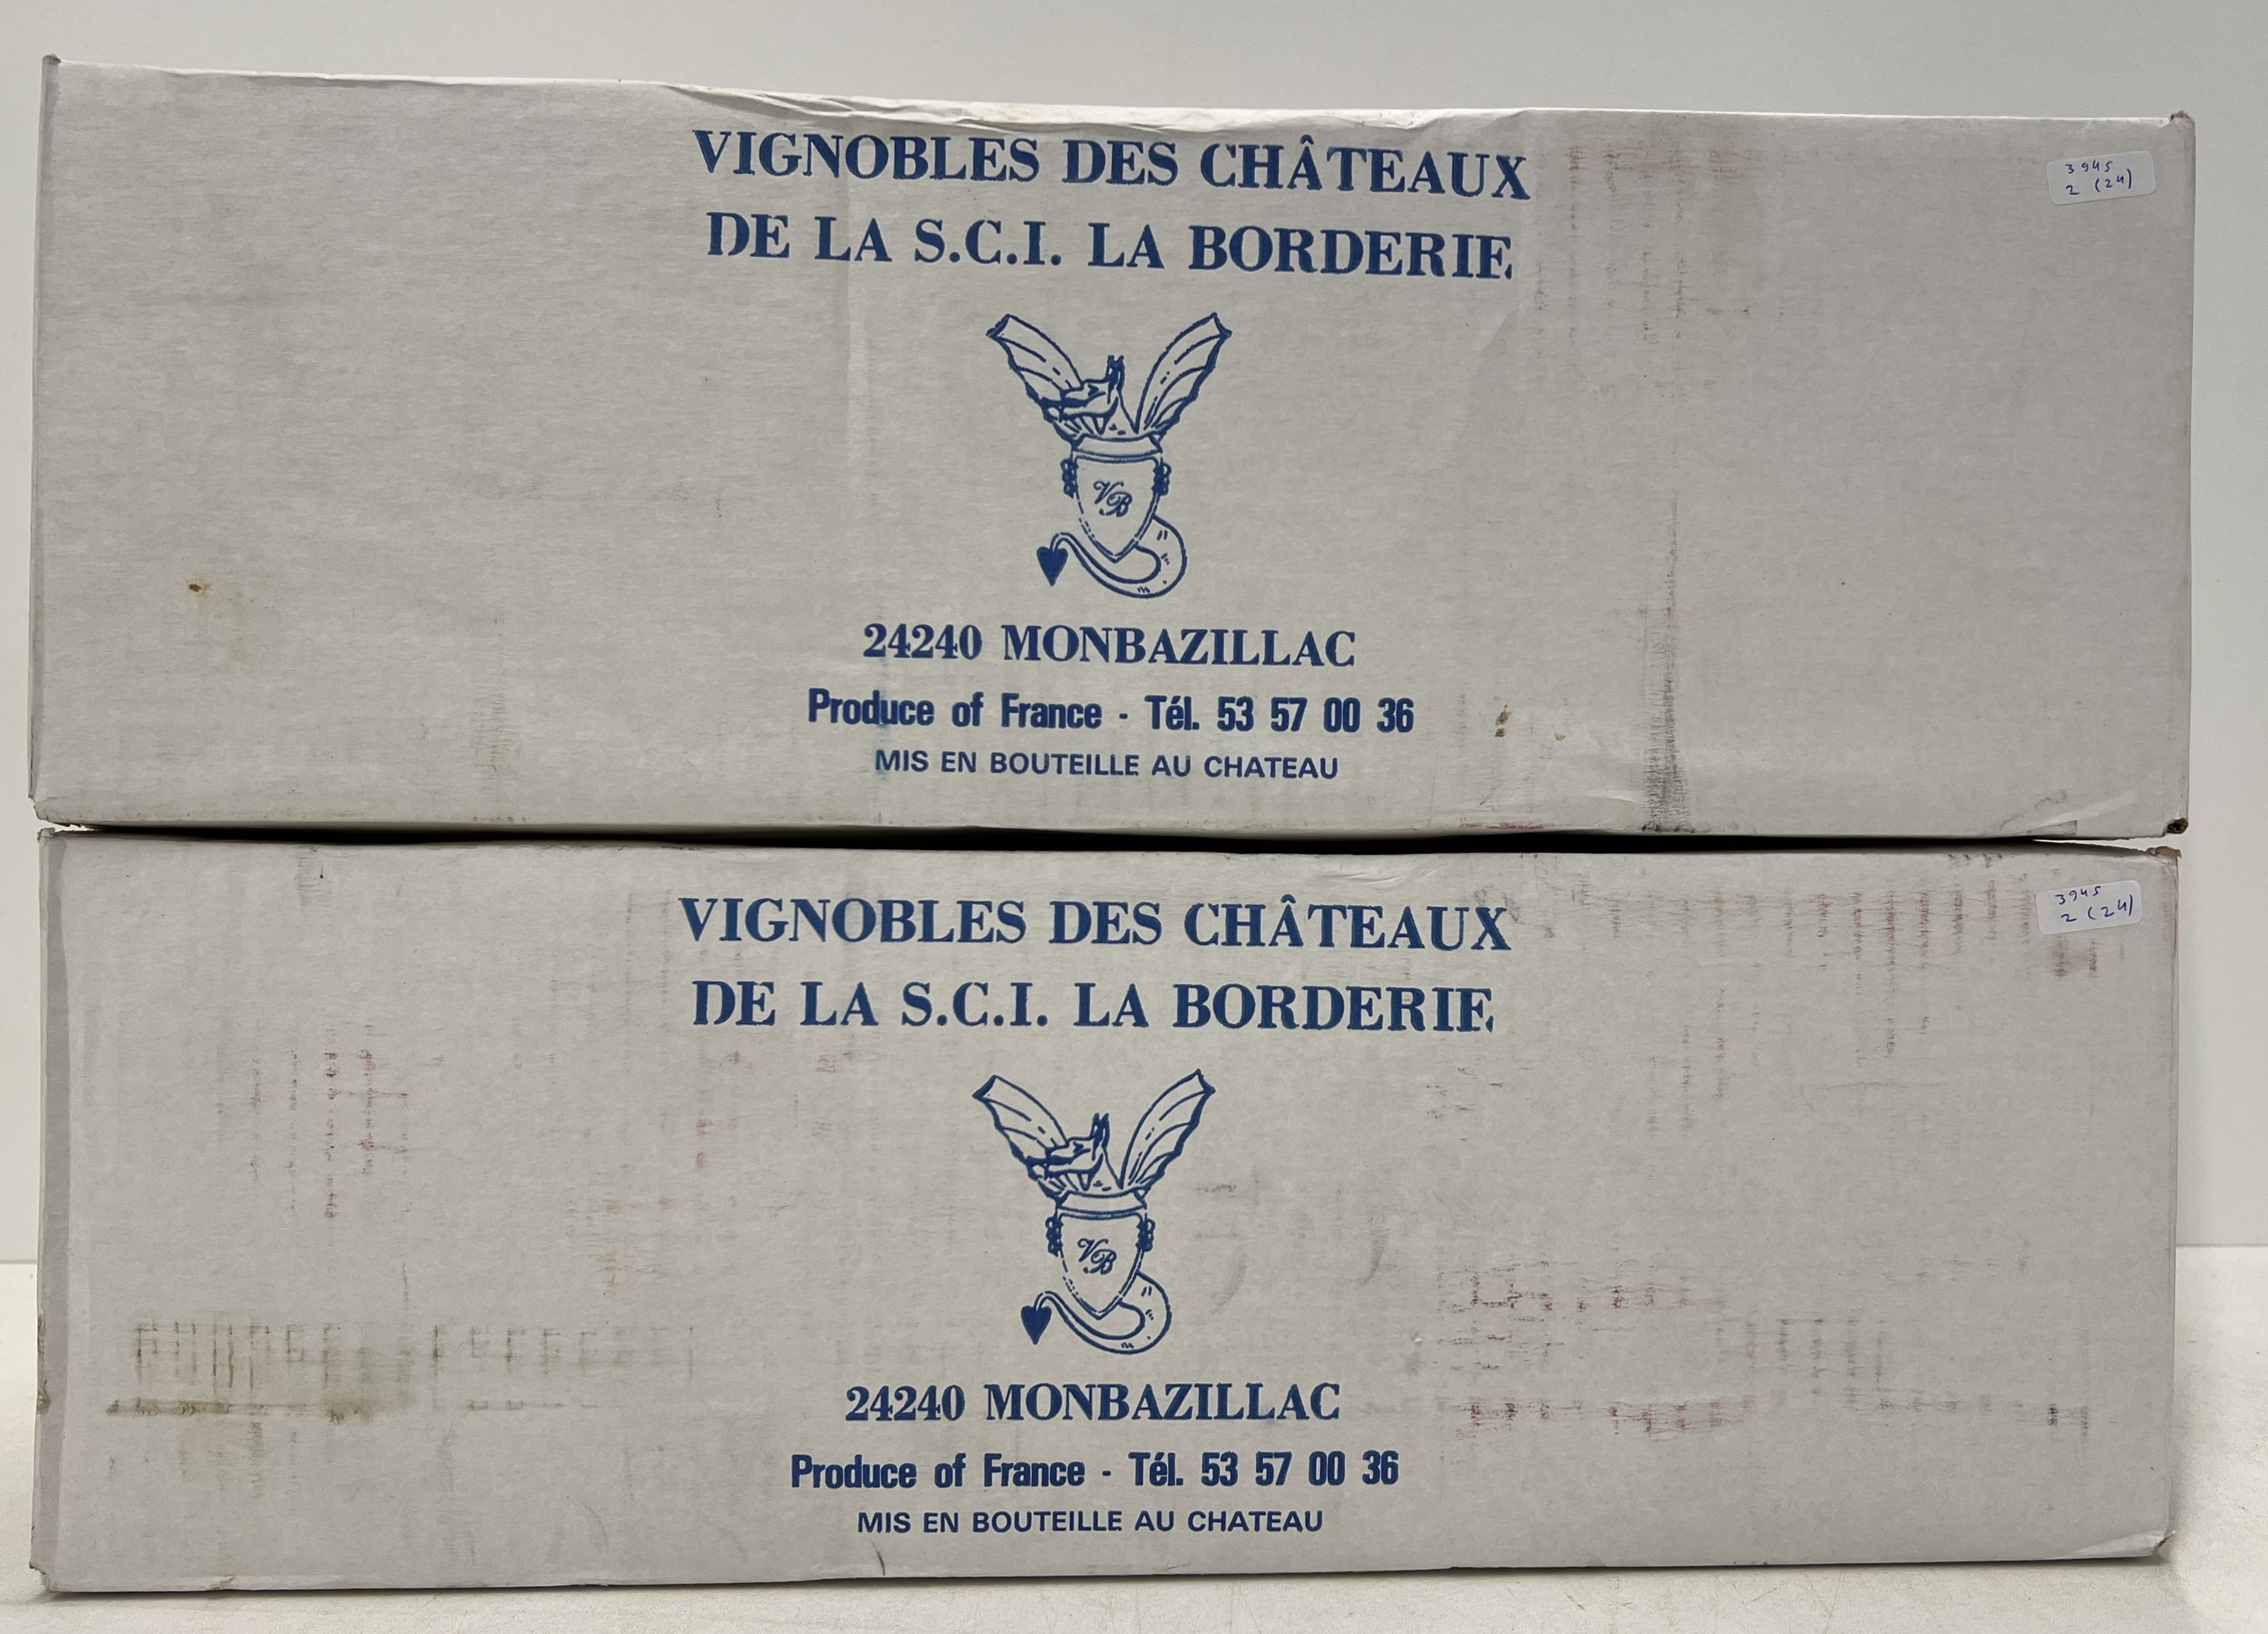 VIGNOBLES DES CHÂTEAUX
DE LA S.C.I. LA BORDERIE
3945
2 (24)
VB
24240 MONBAZILLAC
Produce of France - Tél. 53 57 00 36
MIS EN BOUTEILLE AU CHATEAU
VIGNOBLES DES CHÂTEAUX
DE LA S.C.I. LA BORDERIE
3945
2 (24)
VB
24240 MONBAZILLAC
Produce of France - Tél. 53 57 00 36
MIS EN BOUTEILLE AU CHATEAU